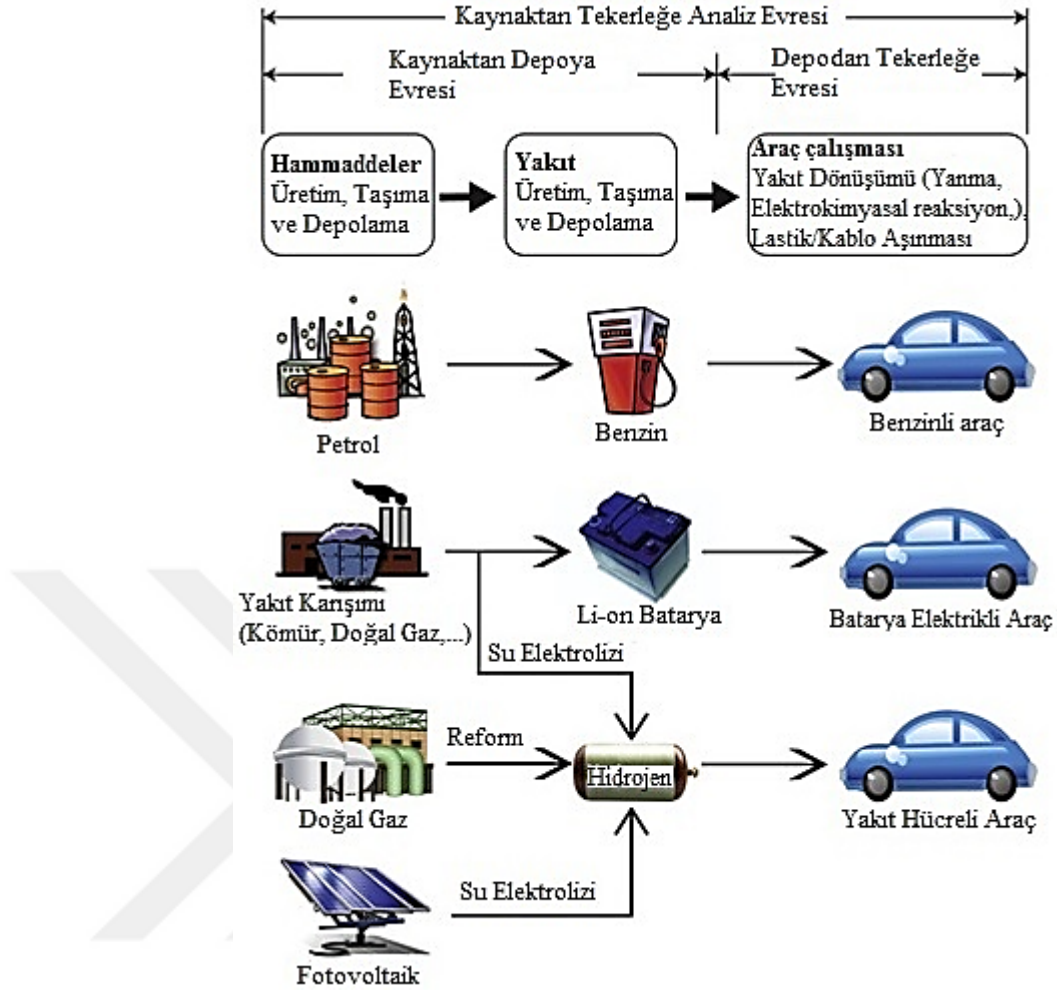 Kaynaktan Tekerleğe Analiz Evresi
Kaynaktan Depoya
Evresi
Depodan Tekerleğe
Evresi
Hammaddeler
Üretim, Taşıma
ve Depolama
Yakıt
Üretim, Taşıma
ve Depolama
Araç çalışması
Yakıt Dönüşümü (Yanma,
Elektrokimyasal reaksiyon,),
Lastik/Kablo Aşınması
Petrol
Benzin
Benzinli araç
Yakıt Karışımı
(Kömür, Doğal Gaz,...)
Li-on Batarya
Batarya Elektrikli Araç
Su Elektrolizi
Reform
Hidrojen
Doğal Gaz
Yakıt Hücreli Araç
Su Elektrolizi
Fotovoltaik